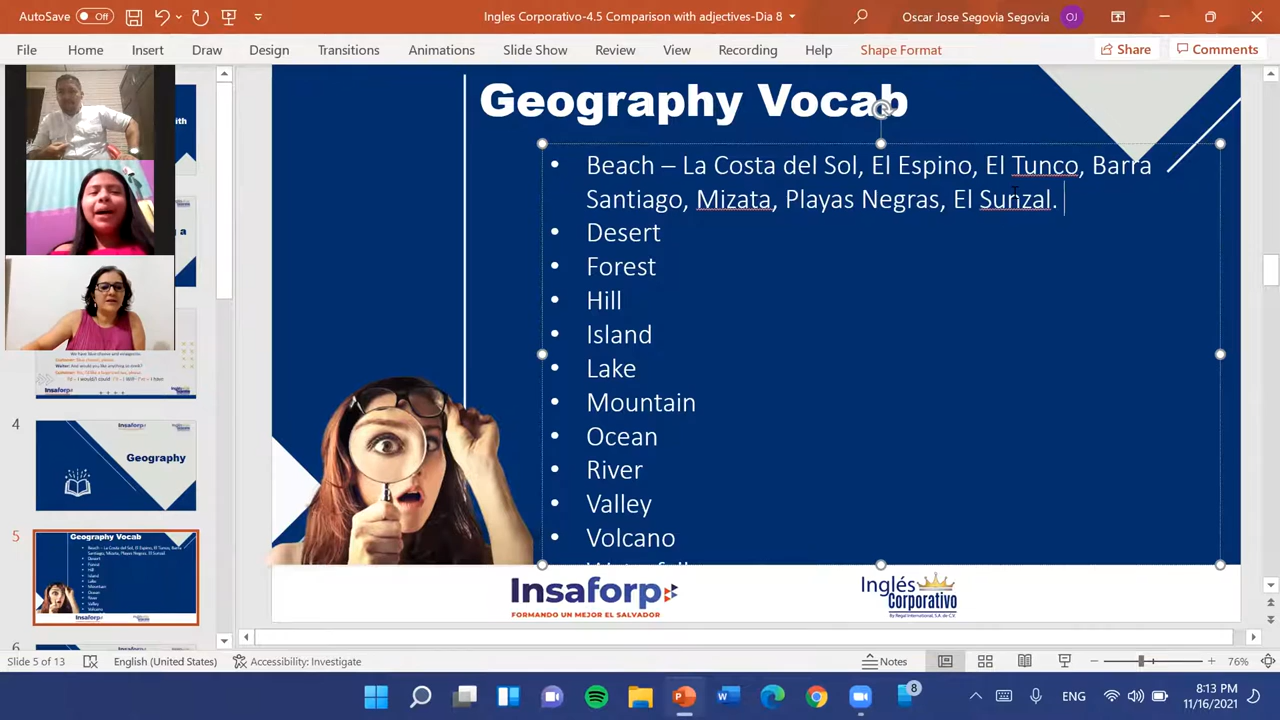 AutoSave Off
Ingles Corporativo-4.5 Comparison with adjectives-Dia 8
Oscar Jose Segovia Segovia OJ
File Home Insert Draw Design Transitions Animations Slide Show Review View Recording Help Shape Format Share Comments
Geography Vocab
• Beach – La Costa del Sol, El Espino, El Tunco, Barra
Santiago, Mizata, Playas Negras, El Sunzal.
• Desert
• Forest
• Hill
• Island
• Lake
• Mountain
• Ocean
• River
• Valley
• Volcano
Insaforp
FORMANDO UN MEJOR EL SALVADOR
Inglés
Corporativo
4
Geography
5
Geography Vocab
6
Slide 5 of 13 English (United States) Accessibility: Investigate Notes 76%
8
ENG
8:13 PM
11/16/2021